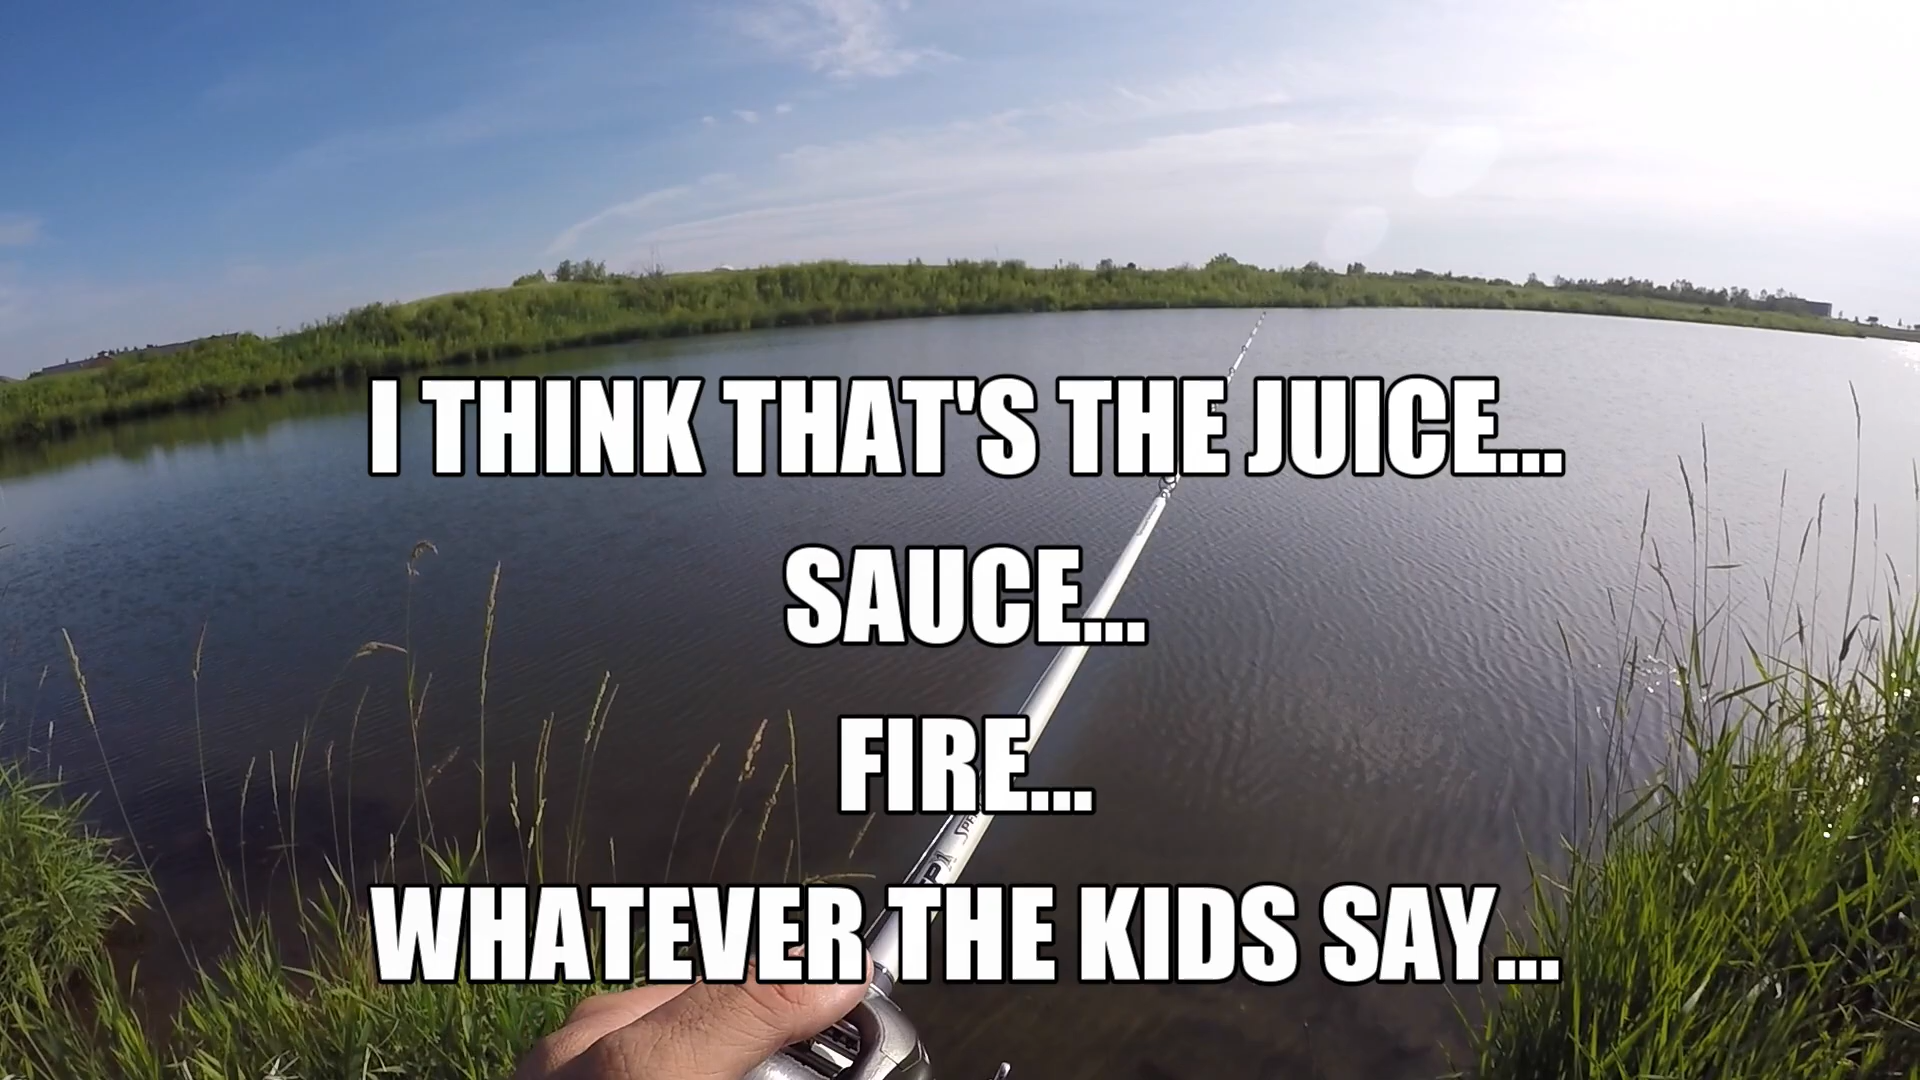 I THINK THAT'S THE JUICE...
SAUCE...
FIRE...
WHATEVER THE KIDS SAY...